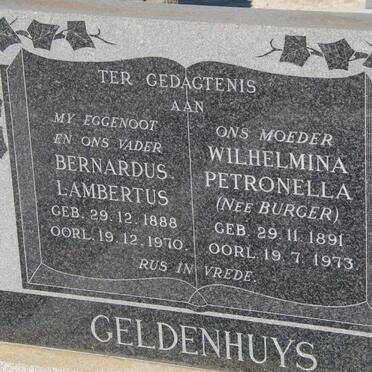 TER GEDAGTENIS
AAN
MY EGGENOOT
EN ONS VADER
BERNARDUS
LAMBERTUS
GEB. 29.12.1888
OORL. 19.12.1970.
ONS MOEDER
WILHELMINA
PETRONELLA
(NEE BURGER)
GEB. 29.11.1891
OORL. 19.7.1973.
RUS IN VREDE.
GELDENHUYS